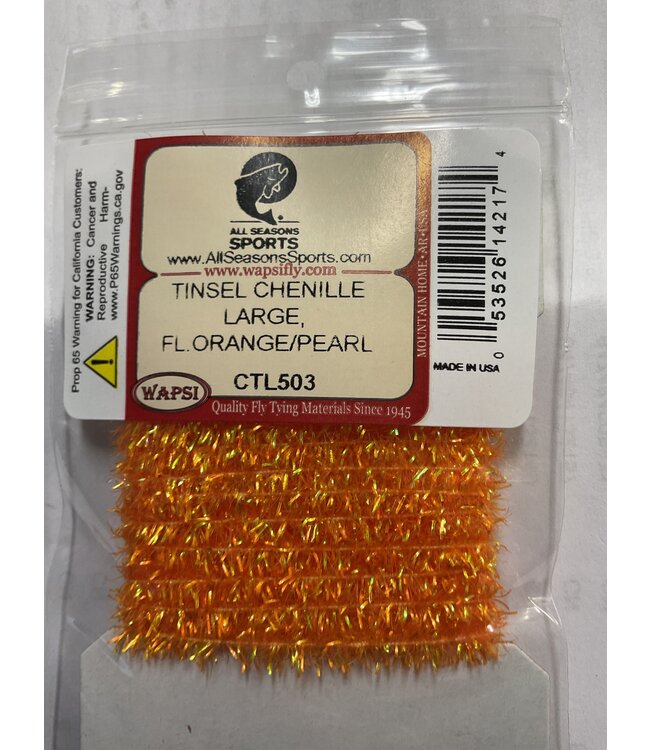 Prop 65 Warning for California Customers:
WARNING: Cancer and
Reproductive Harm-
www.P65Warnings.ca.gov
ALL SEASONS
SPORTS
www.AllSeasonsSports.com
www.wapsifly.com
TINSEL CHENILLE
LARGE,
FL.ORANGE/PEARL
CTL503
WAPSI
Quality Fly Tying Materials Since 1945
MOUNTAIN HOME • AR • USA
0 53526 14217 4
MADE IN USA